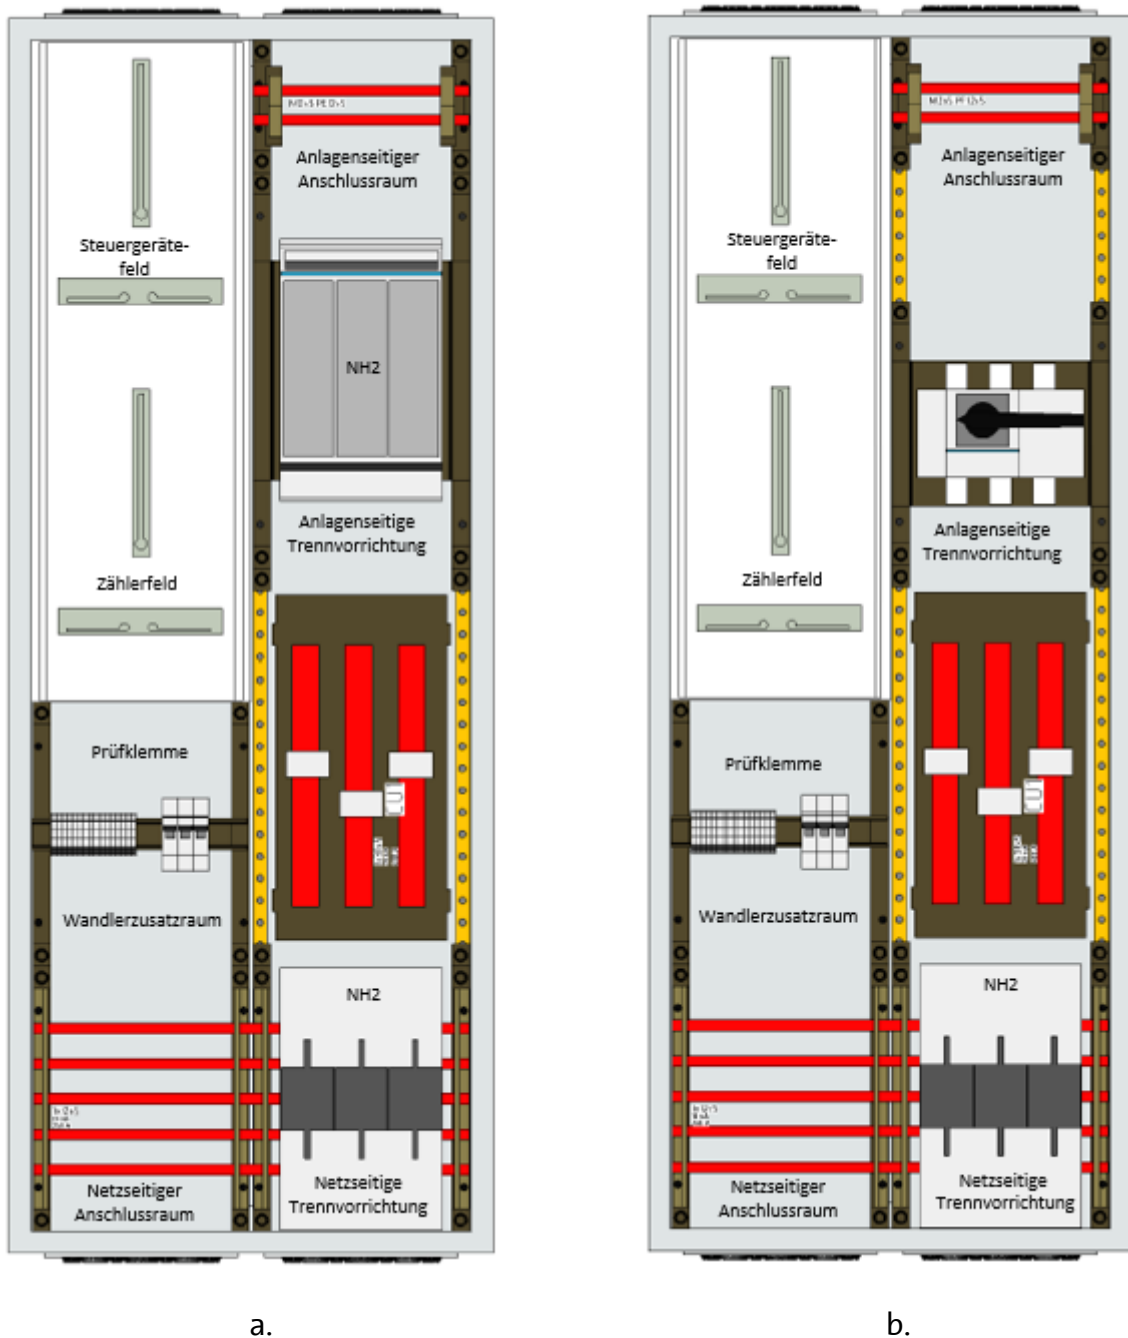 Anlagenseitiger
Anschlussraum
Steuergeräte-
feld
NH2
Anlagenseitige
Trennvorrichtung
Zählerfeld
Prüfklemme
Wandlerzusatzraum
NH2
Netzseitiger
Anschlussraum
Netzseitige
Trennvorrichtung
a.
Anlagenseitiger
Anschlussraum
Steuergeräte-
feld
Anlagenseitige
Trennvorrichtung
Zählerfeld
Prüfklemme
Wandlerzusatzraum
NH2
Netzseitiger
Anschlussraum
Netzseitige
Trennvorrichtung
b.